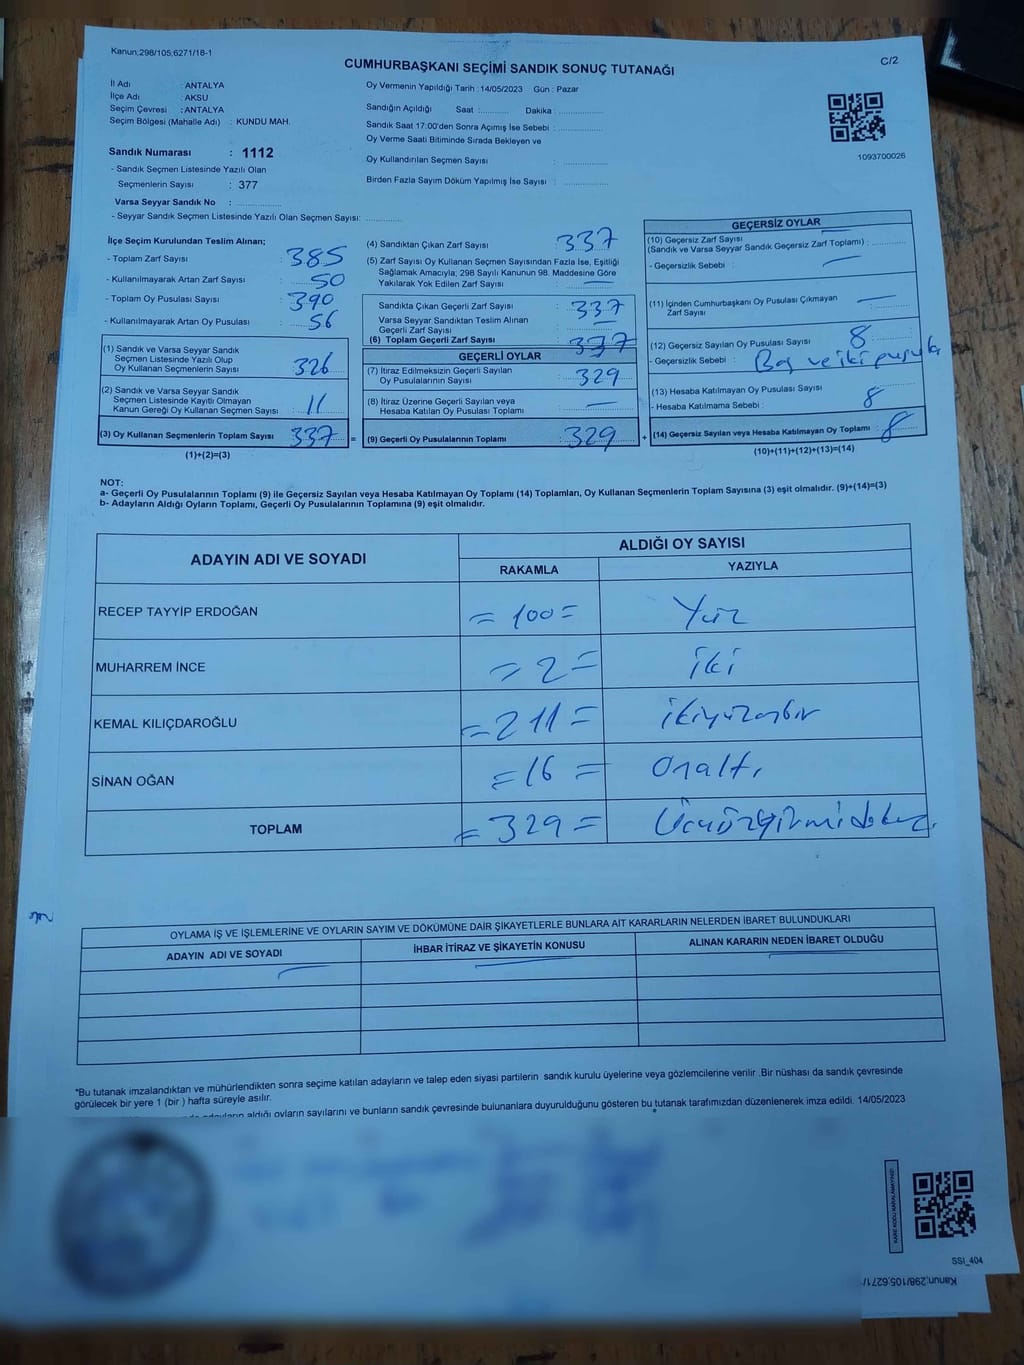 Kanun;298/105,6271/18-1
CUMHURBAŞKANI SEÇİMİ SANDIK SONUÇ TUTANAĞI
C/2
İl Adı : ANTALYA
İlçe Adı : AKSU
Seçim Çevresi : ANTALYA
Seçim Bölgesi (Mahalle Adı) : KUNDU MAH.
Sandık Numarası : 1112
- Sandık Seçmen Listesinde Yazılı Olan
Seçmenlerin Sayısı : 377
Varsa Seyyar Sandık No :
- Seyyar Sandık Seçmen Listesinde Yazılı Olan Seçmen Sayısı:
Oy Vermenin Yapıldığı Tarih : 14/05/2023 Gün : Pazar
Sandığın Açıldığı Saat : Dakika :
Sandık Saat 17.00'den Sonra Açımış İse Sebebi :
Oy Verme Saati Bitiminde Sırada Bekleyen ve
Oy Kullandırılan Seçmen Sayısı :
Birden Fazla Sayım Döküm Yapılmış İse Sayısı :
1093700026
İlçe Seçim Kurulundan Teslim Alınan;
- Toplam Zarf Sayısı : 385
- Kullanılmayarak Artan Zarf Sayısı : 50
- Toplam Oy Pusulası Sayısı : 390
- Kullanılmayarak Artan Oy Pusulası : 56
(1) Sandık ve Varsa Seyyar Sandık
Seçmen Listesinde Yazılı Olup
Oy Kullanan Seçmenlerin Sayısı : 326
(2) Sandık ve Varsa Seyyar Sandık
Seçmen Listesinde Kayıtlı Olmayan
Kanun Gereği Oy Kullanan Seçmen Sayısı : 11
(3) Oy Kullanan Seçmenlerin Toplam Sayısı : 337 =
(1)+(2)=(3)
(4) Sandıktan Çıkan Zarf Sayısı : 337
(5) Zarf Sayısı Oy Kullanan Seçmen Sayısından Fazla İse, Eşitliği
Sağlamak Amacıyla; 298 Sayılı Kanunun 98. Maddesine Göre
Yakılarak Yok Edilen Zarf Sayısı : —
Sandıkta Çıkan Geçerli Zarf Sayısı : 337
Varsa Seyyar Sandıktan Teslim Alınan
Geçerli Zarf Sayısı : —
(6) Toplam Geçerli Zarf Sayısı : 337
GEÇERLİ OYLAR
(7) İtiraz Edilmeksizin Geçerli Sayılan
Oy Pusulalarının Sayısı : 329
(8) İtiraz Üzerine Geçerli Sayılan veya
Hesaba Katılan Oy Pusulası Toplamı : —
(9) Geçerli Oy Pusulalarının Toplamı : 329 +
GEÇERSİZ OYLAR
(10) Geçersiz Zarf Sayısı
(Sandık ve Varsa Seyyar Sandık Geçersiz Zarf Toplamı) :
- Geçersizlik Sebebi : —
(11) İçinden Cumhurbaşkanı Oy Pusulası Çıkmayan
Zarf Sayısı : —
(12) Geçersiz Sayılan Oy Pusulası Sayısı : 8
- Geçersizlik Sebebi : Boş ve iki pusula
(13) Hesaba Katılmayan Oy Pusulası Sayısı
- Hesaba Katılmama Sebebi : 8
(14) Geçersiz Sayılan veya Hesaba Katılmayan Oy Toplamı : 8
(10)+(11)+(12)+(13)=(14)
NOT:
a- Geçerli Oy Pusulalarının Toplamı (9) ile Geçersiz Sayılan veya Hesaba Katılmayan Oy Toplamı (14) Toplamları, Oy Kullanan Seçmenlerin Toplam Sayısına (3) eşit olmalıdır. (9)+(14)=(3)
b- Adayların Aldığı Oyların Toplamı, Geçerli Oy Pusulalarının Toplamına (9) eşit olmalıdır.
ADAYIN ADI VE SOYADI
ALDIĞI OY SAYISI
RAKAMLA YAZIYLA
RECEP TAYYİP ERDOĞAN = 100 = Yüz
MUHARREM İNCE = 2 = iki
KEMAL KILIÇDAROĞLU = 211 = ikiyüzonbir
SİNAN OĞAN = 16 = Onaltı
TOPLAM = 329 = Üçyüzyirmidokuz
OYLAMA İŞ VE İŞLEMLERİNE VE OYLARIN SAYIM VE DÖKÜMÜNE DAİR ŞİKAYETLERLE BUNLARA AİT KARARLARIN NELERDEN İBARET BULUNDUKLARI
ADAYIN ADI VE SOYADI İHBAR İTİRAZ VE ŞİKAYETİN KONUSU ALINAN KARARIN NEDEN İBARET OLDUĞU
*Bu tutanak imzalandıktan ve mühürlendikten sonra seçime katılan adayların ve talep eden siyasi partilerin sandık kurulu üyelerine veya gözlemcilerine verilir .Bir nüshası da sandık çevresinde
görülecek bir yere 1 (bir ) hafta süreyle asılır.
adayların aldığı oyların sayılarını ve bunların sandık çevresinde bulunanlara duyurulduğunu gösteren bu tutanak tarafımızdan düzenlenerek imza edildi. 14/05/2023
KARE KODU KARALAMAYINIZ!
SSI_404
Kanun;298/105,6271/